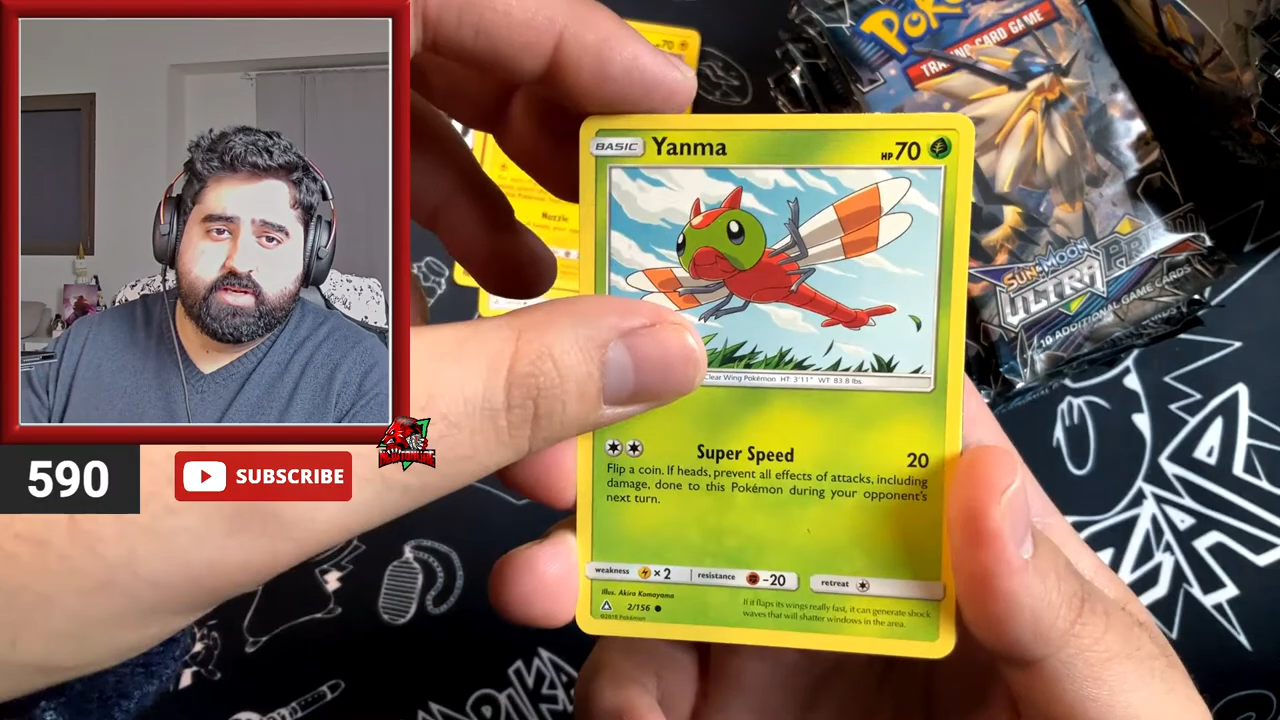 590
SUBSCRIBE
BASIC Yanma HP 70
Clear Wing Pokémon HT: 3'11" WT: 83.8 lbs.
Super Speed 20
Flip a coin. If heads, prevent all effects of attacks, including
damage, done to this Pokémon during your opponent's
next turn.
weakness ×2 resistance -20 retreat
Illus. Akira Komayama
2/156
©2018 Pokémon
If it flaps its wings really fast, it can generate shock
waves that will shatter windows in the area.
70
Nuzzle
TRADING CARD GAME
SUN & MOON
ULTRA PRISM
10 ADDITIONAL GAME CARDS